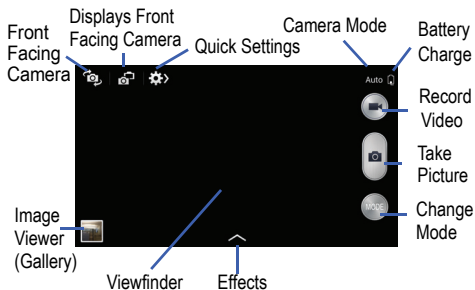 Front
Facing
Camera
Displays Front
Facing Camera
Quick Settings
Camera Mode
Battery
Charge
Auto
Record
Video
Take
Picture
MODE
Change
Mode
Image
Viewer
(Gallery)
Viewfinder
Effects